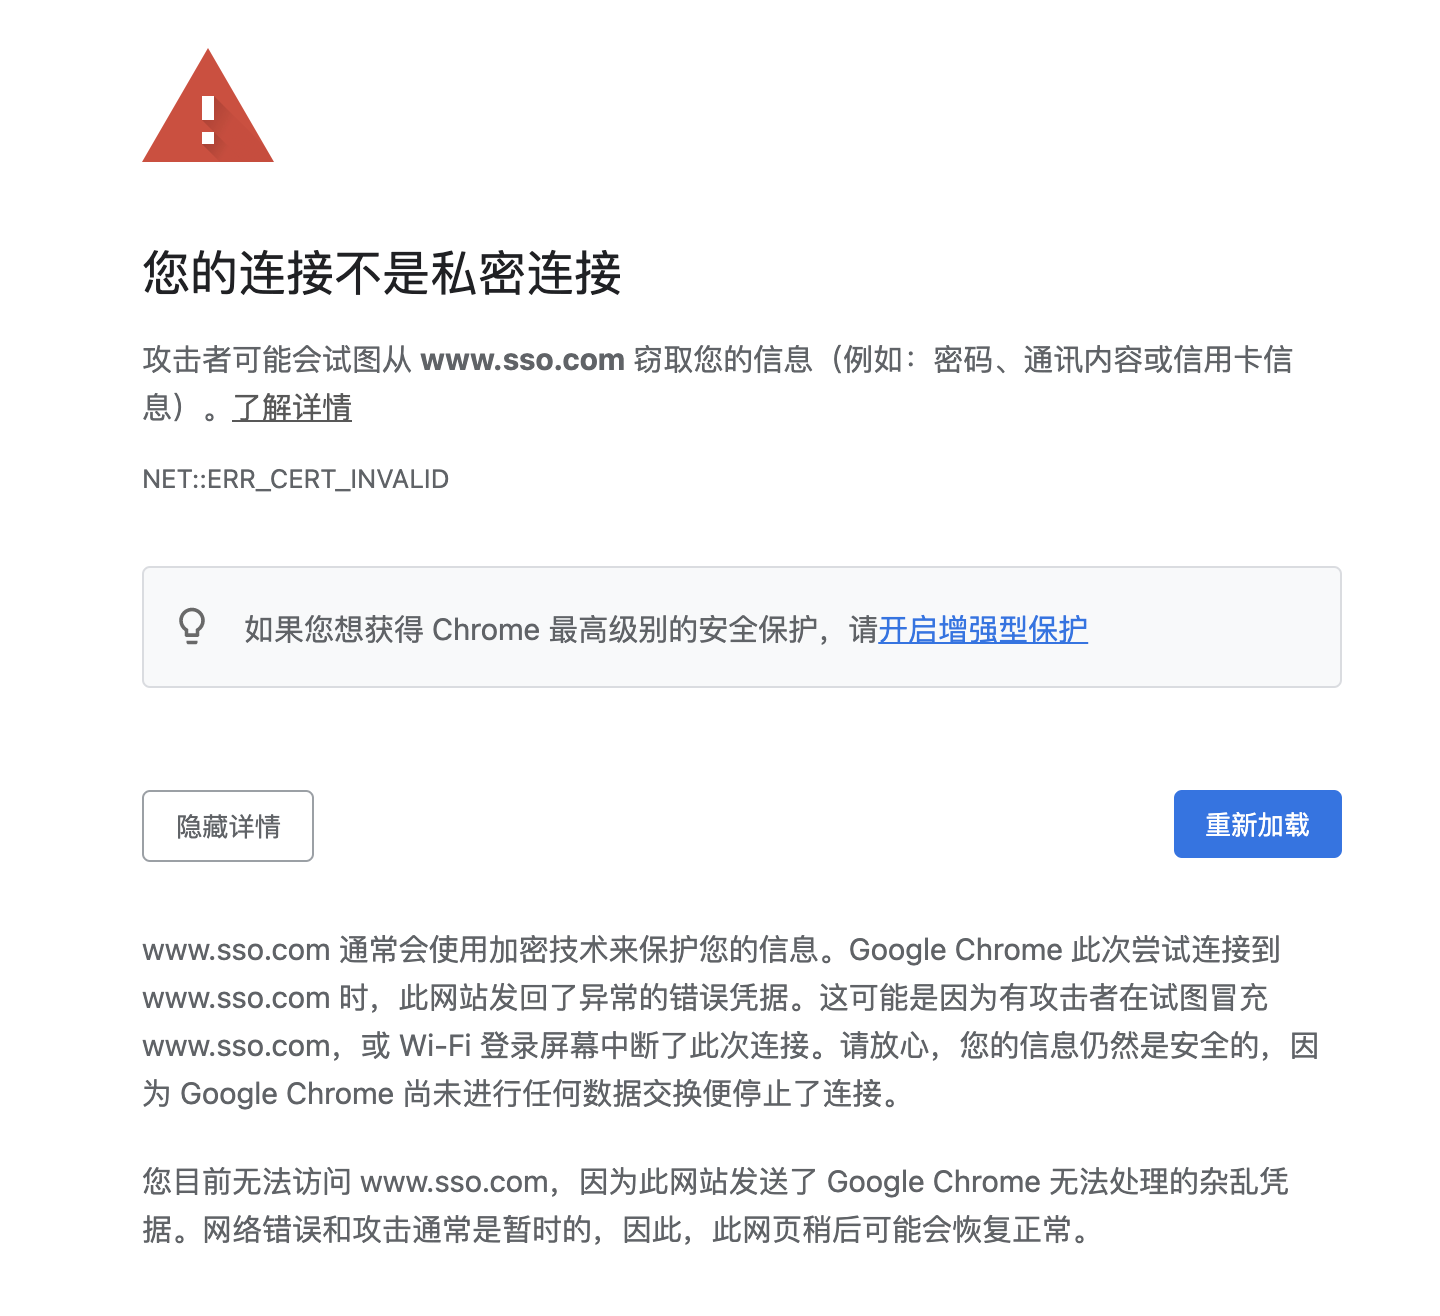 您的连接不是私密连接
攻击者可能会试图从 www.sso.com 窃取您的信息（例如：密码、通讯内容或信用卡信
息）。了解详情
NET::ERR_CERT_INVALID
如果您想获得 Chrome 最高级别的安全保护，请开启增强型保护
隐藏详情
重新加载
www.sso.com 通常会使用加密技术来保护您的信息。Google Chrome 此次尝试连接到
www.sso.com 时，此网站发回了异常的错误凭据。这可能是因为有攻击者在试图冒充
www.sso.com，或 Wi-Fi 登录屏幕中断了此次连接。请放心，您的信息仍然是安全的，因
为 Google Chrome 尚未进行任何数据交换便停止了连接。
您目前无法访问 www.sso.com，因为此网站发送了 Google Chrome 无法处理的杂乱凭
据。网络错误和攻击通常是暂时的，因此，此网页稍后可能会恢复正常。